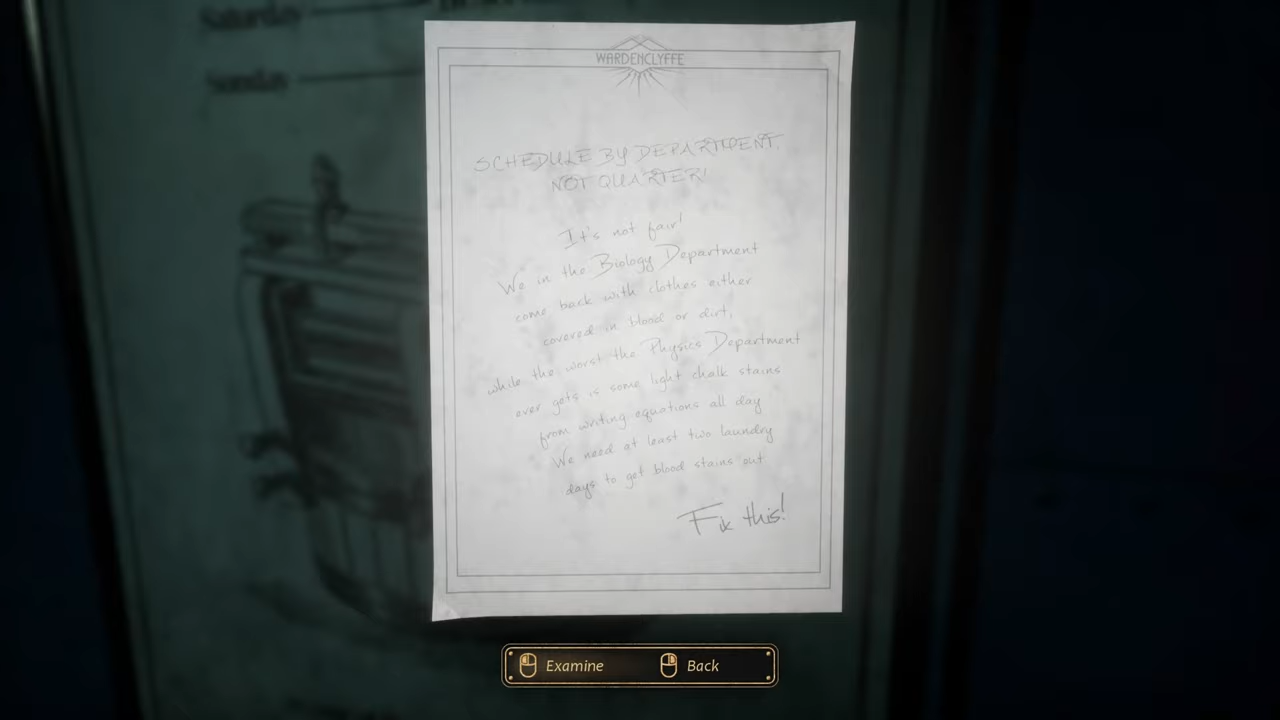 Saturday
Sunday
WARDENCLYFFE
SCHEDULE BY DEPARTMENT,
NOT QUARTER!
It's not fair!
We in the Biology Department
come back with clothes either
covered in blood or dirt,
while the worst the Physics Department
ever gets is some light chalk stains
from writing equations all day
We need at least two laundry
days to get blood stains out
Fix this!
Examine
Back